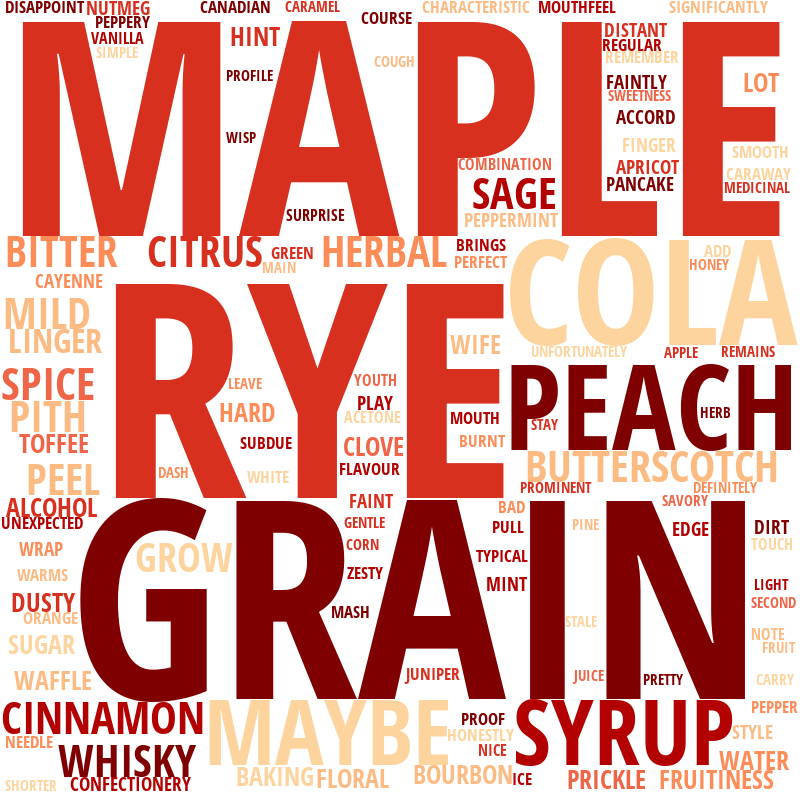 DISAPPOINT NUTMEG CANADIAN CARAMEL COURSE CHARACTERISTIC MOUTHFEEL SIGNIFICANTLY
PEPPERY
VANILLA
SIMPLE
HINT
PROFILE
COUGH
WISP
SURPRISE
MAPLE
DISTANT
REGULAR
REMEMBER
FAINTLY
SWEETNESS
LOT
ACCORD
FINGER
SMOOTH
COMBINATION
APRICOT
CARAWAY
SAGE
PANCAKE
MEDICINAL
PEPPERMINT
BITTER
CITRUS
GREEN
MAIN
HERBAL
BRINGS
PERFECT
COLA
ADD
HONEY
CAYENNE
MILD
LINGER
RYE
WIFE
UNFORTUNATELY
APPLE
REMAINS
SPICE
LEAVE
YOUTH
PLAY
PEACH
PITH
HARD
ACETONE
MOUTH
STAY
HERB
TOFFEE
SUBDUE
CLOVE
BURNT
PEEL
DASH
WHITE
FLAVOUR
BUTTERSCOTCH
ALCOHOL
FAINT
PROMINENT
DEFINITELY
SAVORY
UNEXPECTED
GENTLE
BAD
PULL
PINE
EDGE
DIRT
WRAP
GROW
CORN
TYPICAL
TOUCH
WARMS
ZESTY
MINT
LIGHT
DUSTY
MASH
GRAIN
SECOND
ORANGE
STALE
NOTE
SUGAR
FRUIT
WAFFLE
JUNIPER
JUICE
PRETTY
CARRY
CINNAMON
MAYBE
PROOF
SYRUP
PEPPER
NEEDLE
HONESTLY
STYLE
WHISKY
NICE
WATER
SHORTER
CONFECTIONERY
BAKING
FLORAL
BOURBON
ICE
PRICKLE
FRUITINESS